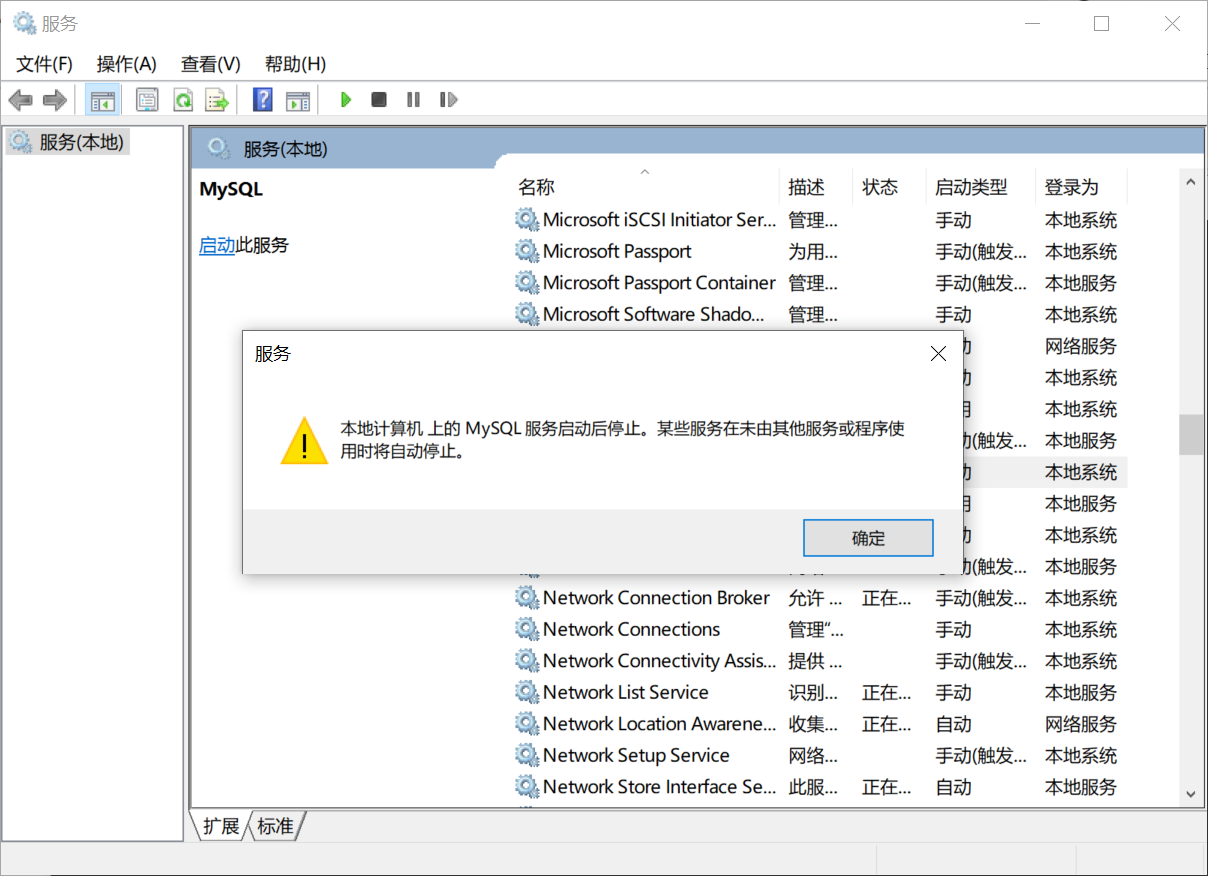 服务
文件(F) 操作(A) 查看(V) 帮助(H)
服务(本地)
服务(本地)
MySQL
启动此服务
名称 描述 状态 启动类型 登录为
Microsoft iSCSI Initiator Ser... 管理... 手动 本地系统
Microsoft Passport 为用... 手动(触发... 本地系统
Microsoft Passport Container 管理... 手动(触发... 本地服务
Microsoft Software Shado... 管理... 手动 本地系统
网络服务
本地系统
本地系统
(触发... 本地服务
本地系统
本地服务
本地系统
(触发... 本地服务
服务
本地计算机 上的 MySQL 服务启动后停止。某些服务在未由其他服务或程序使
用时将自动停止。
确定
Network Connection Broker 允许 ... 正在... 手动(触发... 本地系统
Network Connections 管理“... 手动 本地系统
Network Connectivity Assis... 提供 ... 手动(触发... 本地系统
Network List Service 识别... 正在... 手动 本地服务
Network Location Awarene... 收集... 正在... 自动 网络服务
Network Setup Service 网络... 手动(触发... 本地系统
Network Store Interface Se... 此服... 正在... 自动 本地服务
扩展 标准